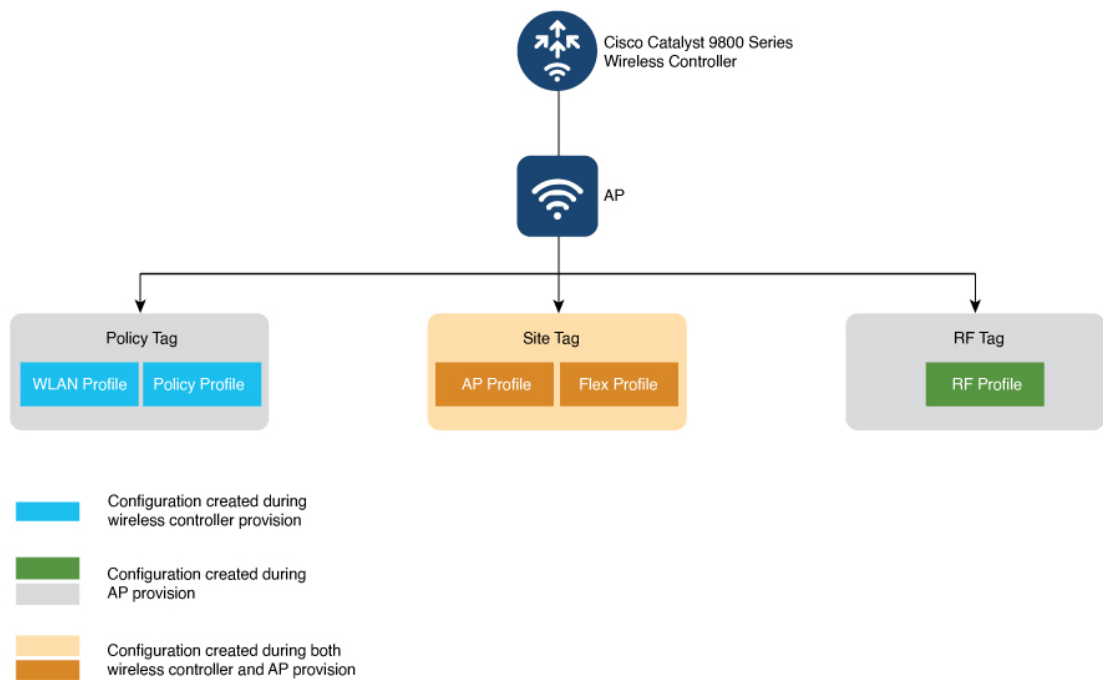 Cisco Catalyst 9800 Series
Wireless Controller
AP
Policy Tag
WLAN Profile
Policy Profile
Site Tag
AP Profile
Flex Profile
RF Tag
RF Profile
Configuration created during
wireless controller provision
Configuration created during
AP provision
Configuration created during both
wireless controller and AP provision